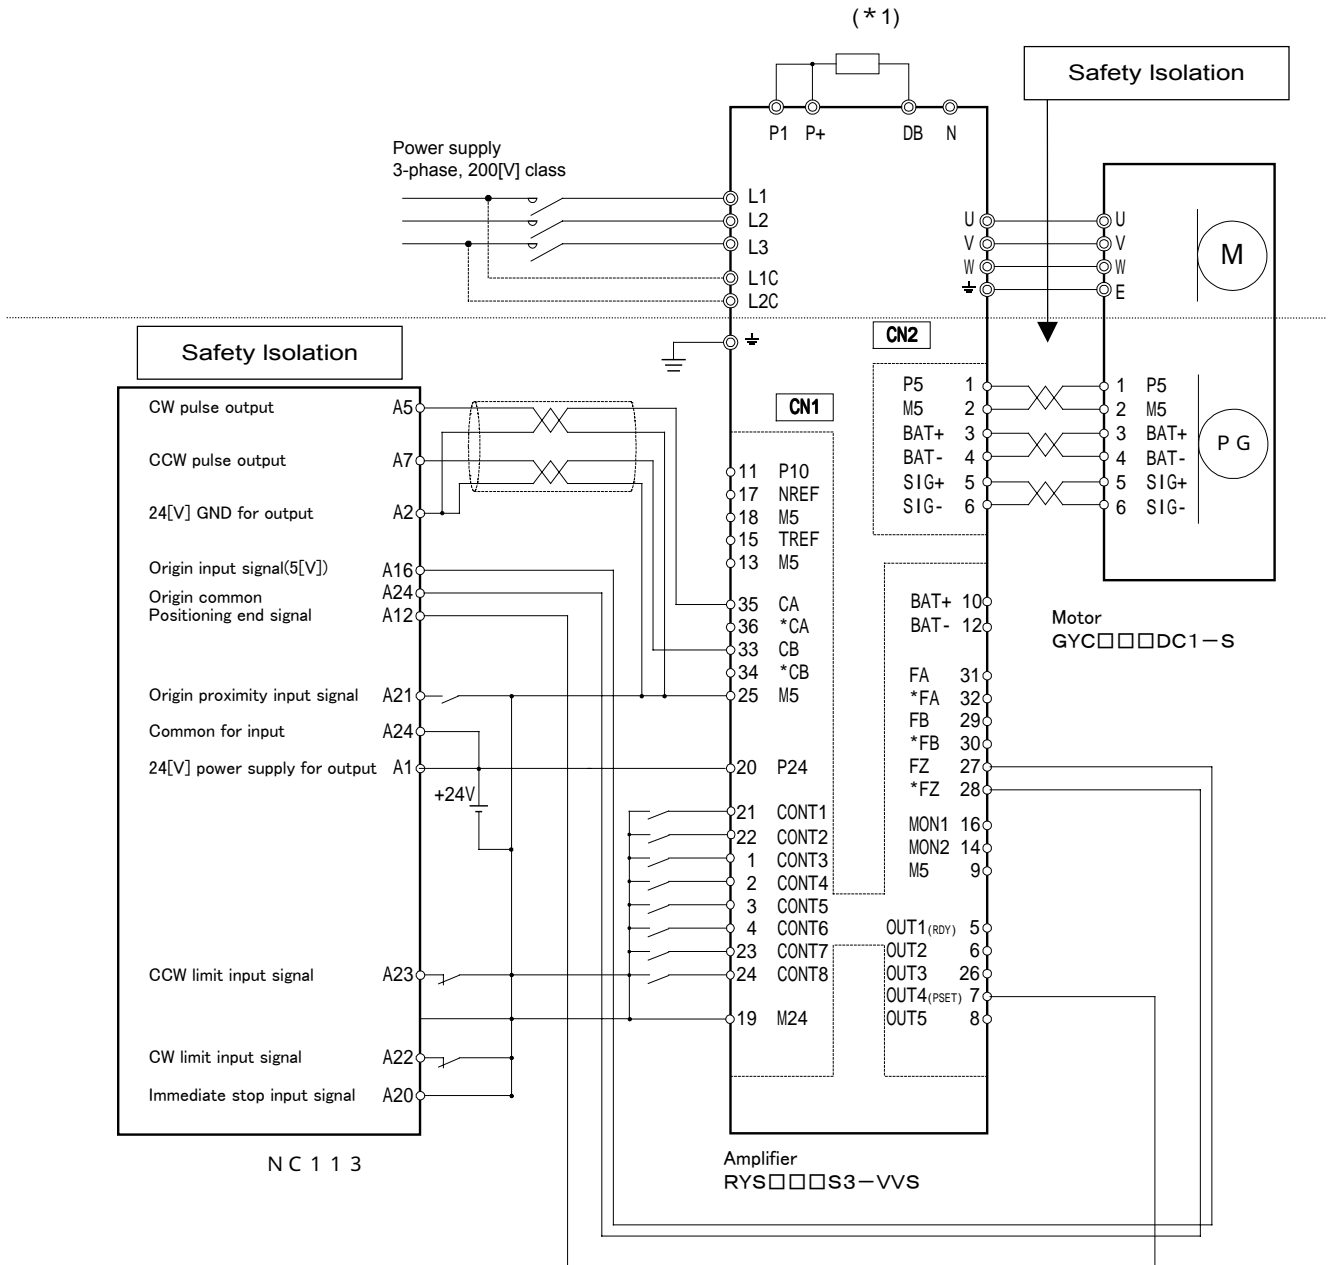 (*1)
Safety Isolation
P1 P+ DB N
Power supply
3-phase, 200[V] class
L1
L2
L3
L1C
L2C
U
V
W
U
V
W
E
M
Safety Isolation
CN2
CN1
CW pulse output A5
CCW pulse output A7
24[V] GND for output A2
Origin input signal(5[V]) A16
Origin common A24
Positioning end signal A12
Origin proximity input signal A21
Common for input A24
24[V] power supply for output A1
+24V
CCW limit input signal A23
CW limit input signal A22
Immediate stop input signal A20
NC113
11 P10
17 NREF
18 M5
15 TREF
13 M5
35 CA
36 *CA
33 CB
34 *CB
25 M5
20 P24
21 CONT1
22 CONT2
1 CONT3
2 CONT4
3 CONT5
4 CONT6
23 CONT7
24 CONT8
19 M24
P5 1
M5 2
BAT+ 3
BAT- 4
SIG+ 5
SIG- 6
1 P5
2 M5
3 BAT+
4 BAT-
5 SIG+
6 SIG-
PG
Motor
GYC□□□DC1-S
BAT+ 10
BAT- 12
FA 31
*FA 32
FB 29
*FB 30
FZ 27
*FZ 28
MON1 16
MON2 14
M5 9
OUT1(RDY) 5
OUT2 6
OUT3 26
OUT4(PSET) 7
OUT5 8
Amplifier
RYS□□□S3-VVS